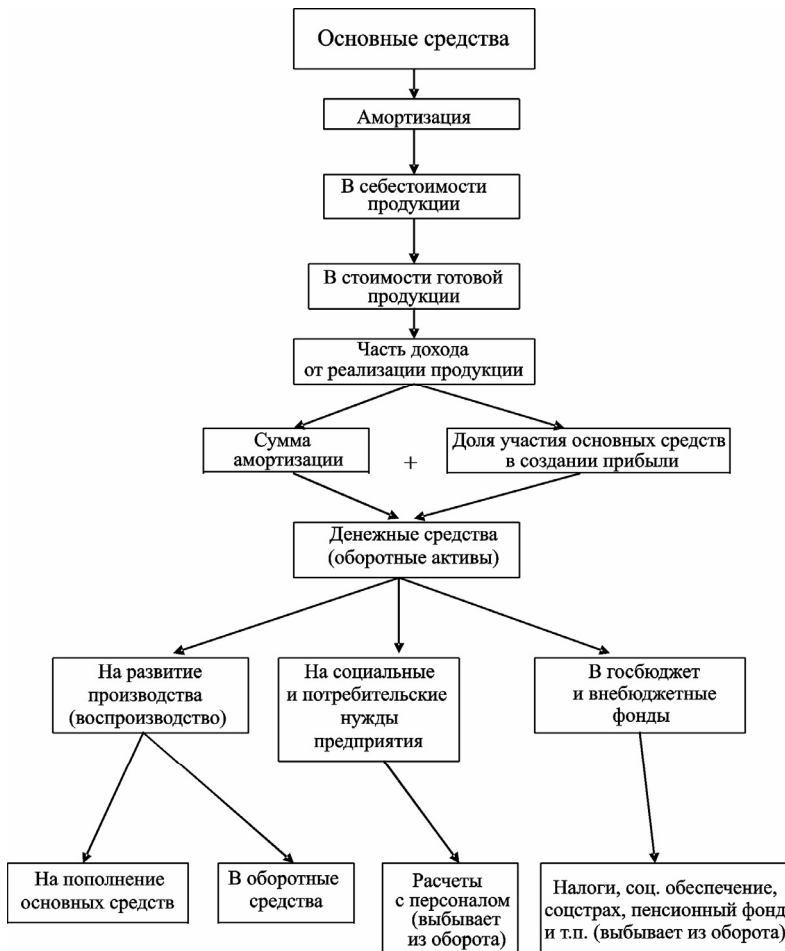 Основные средства
Амортизация
В себестоимости
продукции
В стоимости готовой
продукции
Часть дохода
от реализации продукции
Сумма
амортизации
+
Доля участия основных средств
в создании прибыли
Денежные средства
(оборотные активы)
На развитие
производства
(воспроизводство)
На социальные
и потребительские
нужды
предприятия
В госбюджет
и внебюджетные
фонды
На пополнение
основных средств
В оборотные
средства
Расчеты
с персоналом
(выбывает
из оборота)
Налоги, соц. обеспечение,
соцстрах, пенсионный фонд
и т.п. (выбывает из оборота)